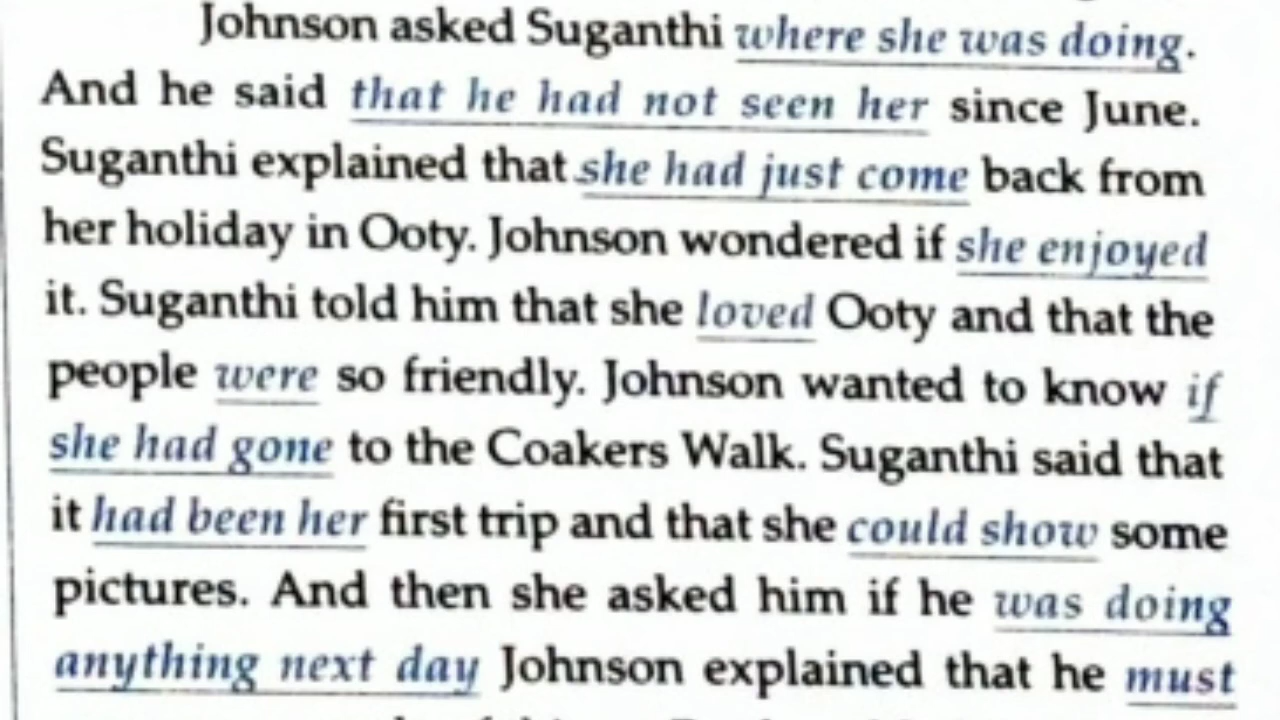 Johnson asked Suganthi where she was doing.
And he said that he had not seen her since June.
Suganthi explained that she had just come back from
her holiday in Ooty. Johnson wondered if she enjoyed
it. Suganthi told him that she loved Ooty and that the
people were so friendly. Johnson wanted to know if
she had gone to the Coakers Walk. Suganthi said that
it had been her first trip and that she could show some
pictures. And then she asked him if he was doing
anything next day Johnson explained that he must